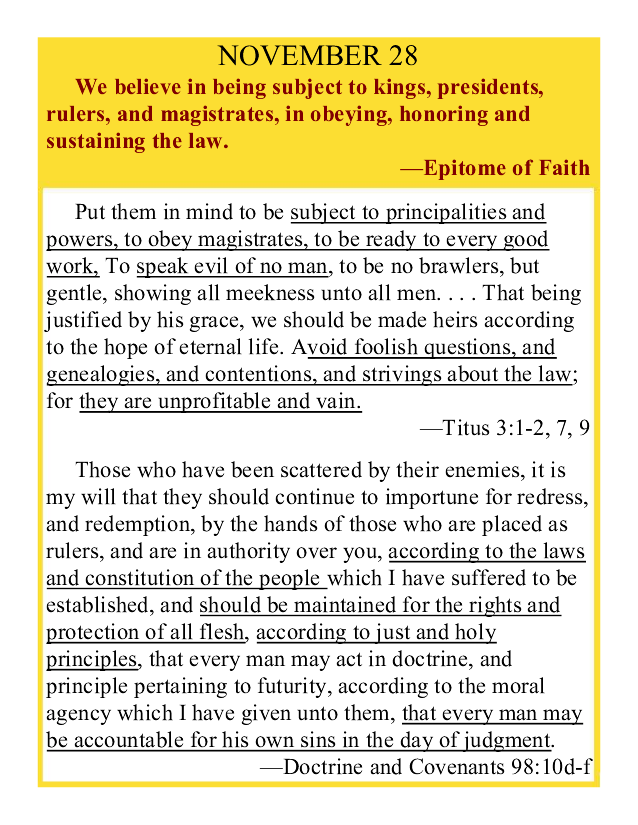 NOVEMBER 28
We believe in being subject to kings, presidents,
rulers, and magistrates, in obeying, honoring and
sustaining the law.
—Epitome of Faith
Put them in mind to be subject to principalities and
powers, to obey magistrates, to be ready to every good
work, To speak evil of no man, to be no brawlers, but
gentle, showing all meekness unto all men. . . . That being
justified by his grace, we should be made heirs according
to the hope of eternal life. Avoid foolish questions, and
genealogies, and contentions, and strivings about the law;
for they are unprofitable and vain.
—Titus 3:1-2, 7, 9
Those who have been scattered by their enemies, it is
my will that they should continue to importune for redress,
and redemption, by the hands of those who are placed as
rulers, and are in authority over you, according to the laws
and constitution of the people which I have suffered to be
established, and should be maintained for the rights and
protection of all flesh, according to just and holy
principles, that every man may act in doctrine, and
principle pertaining to futurity, according to the moral
agency which I have given unto them, that every man may
be accountable for his own sins in the day of judgment.
—Doctrine and Covenants 98:10d-f